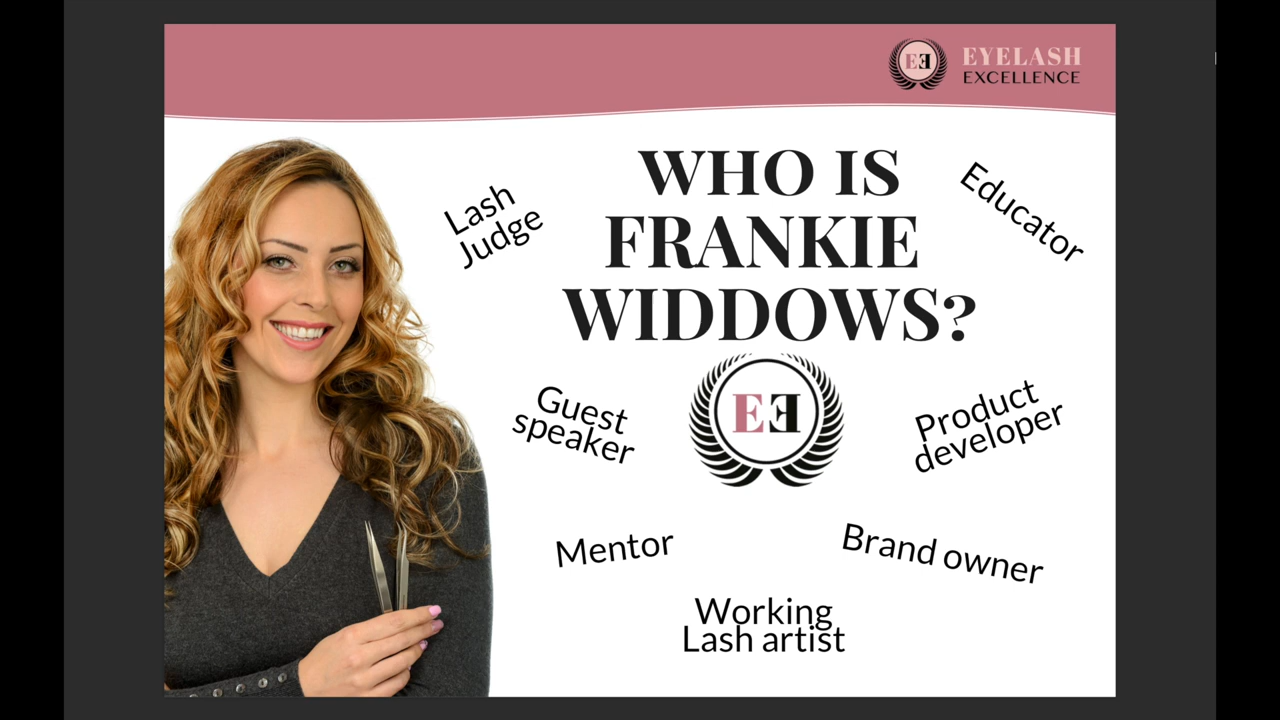 EE EYELASH
EXCELLENCE
WHO IS
FRANKIE
WIDDOWS?
Lash
Judge
Educator
EE
Guest
speaker
Product
developer
Mentor
Brand owner
Working
Lash artist